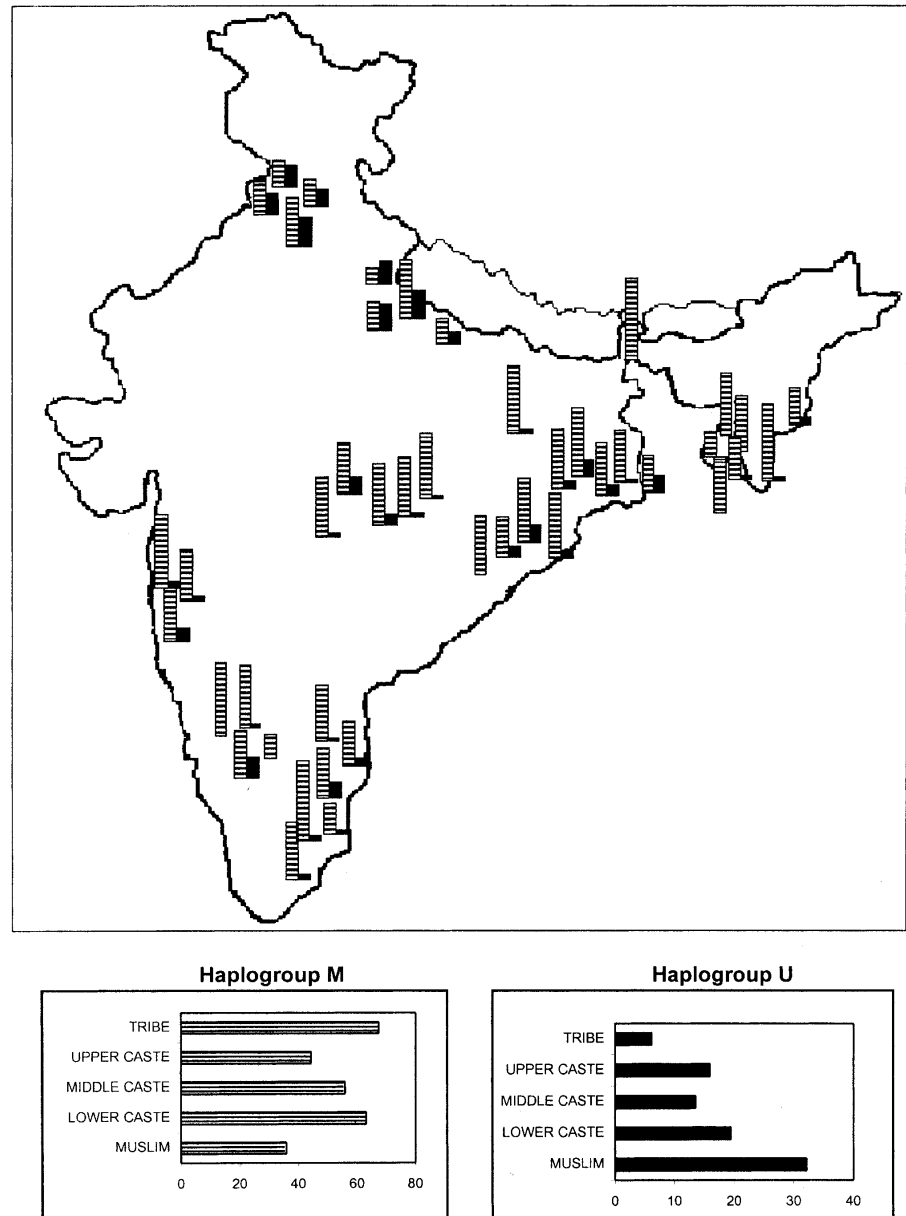 Haplogroup M
TRIBE
UPPER CASTE
MIDDLE CASTE
LOWER CASTE
MUSLIM
0 20 40 60 80
Haplogroup U
TRIBE
UPPER CASTE
MIDDLE CASTE
LOWER CASTE
MUSLIM
0 10 20 30 40